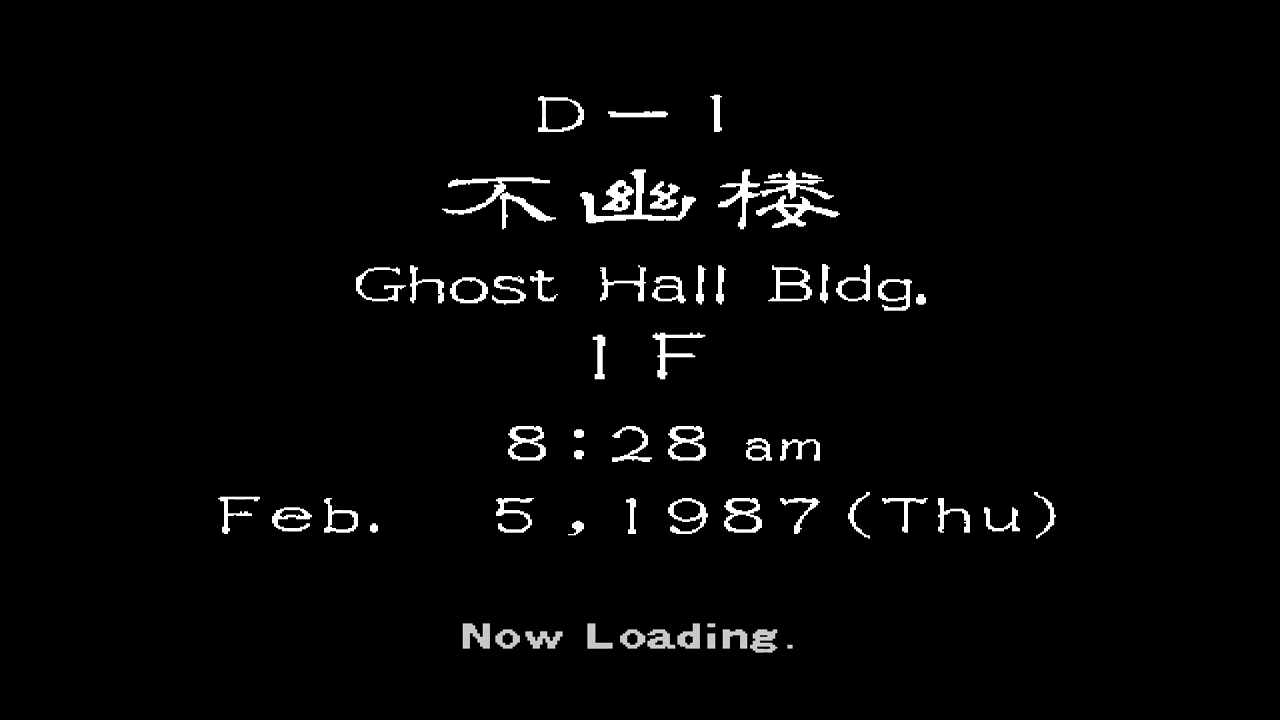 D－1
不幽楼
Ghost Hall Bldg.
1F
8:28 am
Feb. 5,1987(Thu)
Now Loading.